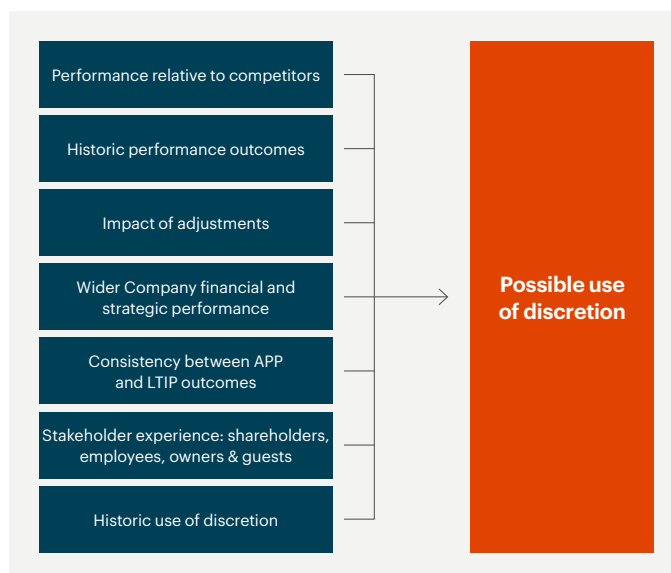 Performance relative to competitors
Historic performance outcomes
Impact of adjustments
Wider Company financial and
strategic performance
Consistency between APP
and LTIP outcomes
Stakeholder experience: shareholders,
employees, owners & guests
Historic use of discretion
Possible use
of discretion